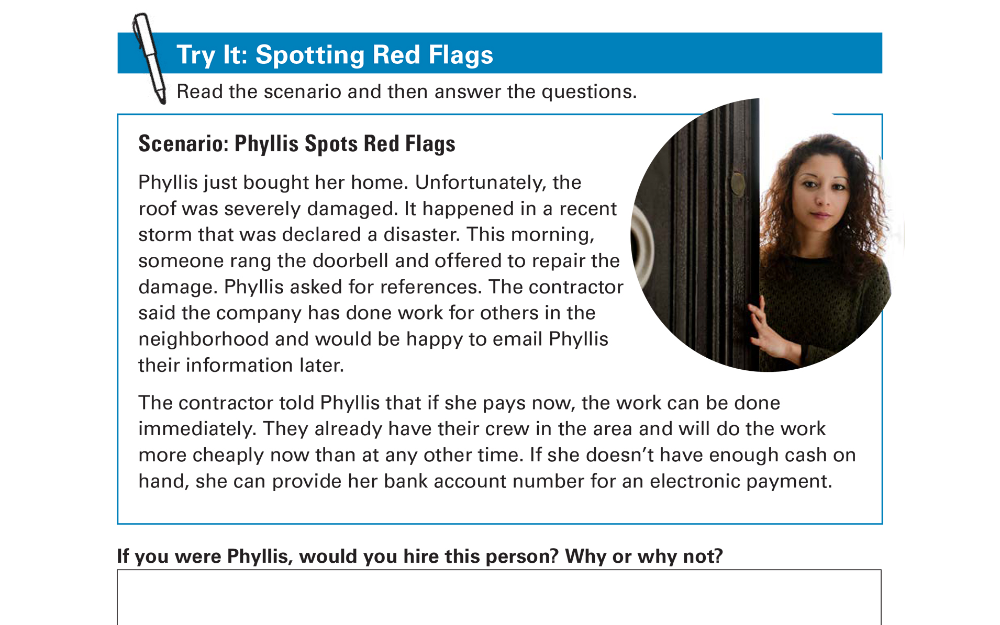 Try It: Spotting Red Flags
Read the scenario and then answer the questions.
Scenario: Phyllis Spots Red Flags
Phyllis just bought her home. Unfortunately, the
roof was severely damaged. It happened in a recent
storm that was declared a disaster. This morning,
someone rang the doorbell and offered to repair the
damage. Phyllis asked for references. The contractor
said the company has done work for others in the
neighborhood and would be happy to email Phyllis
their information later.
The contractor told Phyllis that if she pays now, the work can be done
immediately. They already have their crew in the area and will do the work
more cheaply now than at any other time. If she doesn’t have enough cash on
hand, she can provide her bank account number for an electronic payment.
If you were Phyllis, would you hire this person? Why or why not?